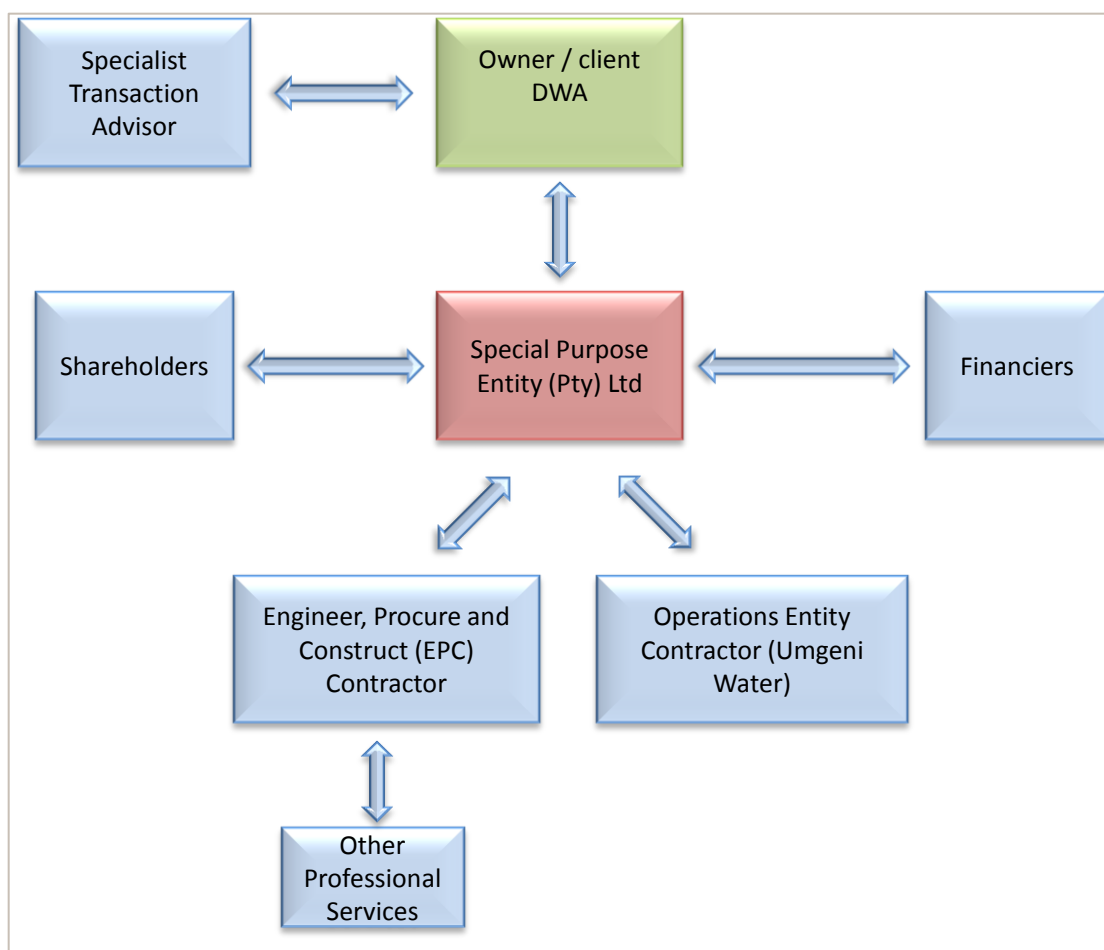 Specialist
Transaction
Advisor
Owner / client
DWA
Shareholders
Special Purpose
Entity (Pty) Ltd
Financiers
Engineer, Procure and
Construct (EPC)
Contractor
Operations Entity
Contractor (Umgeni
Water)
Other
Professional
Services